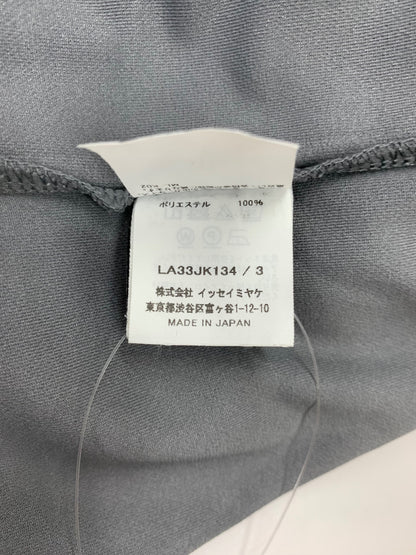 ポリエステル 100%
LA33JK134 / 3
株式会社 イッセイミヤケ
東京都渋谷区富ヶ谷1-12-10
MADE IN JAPAN